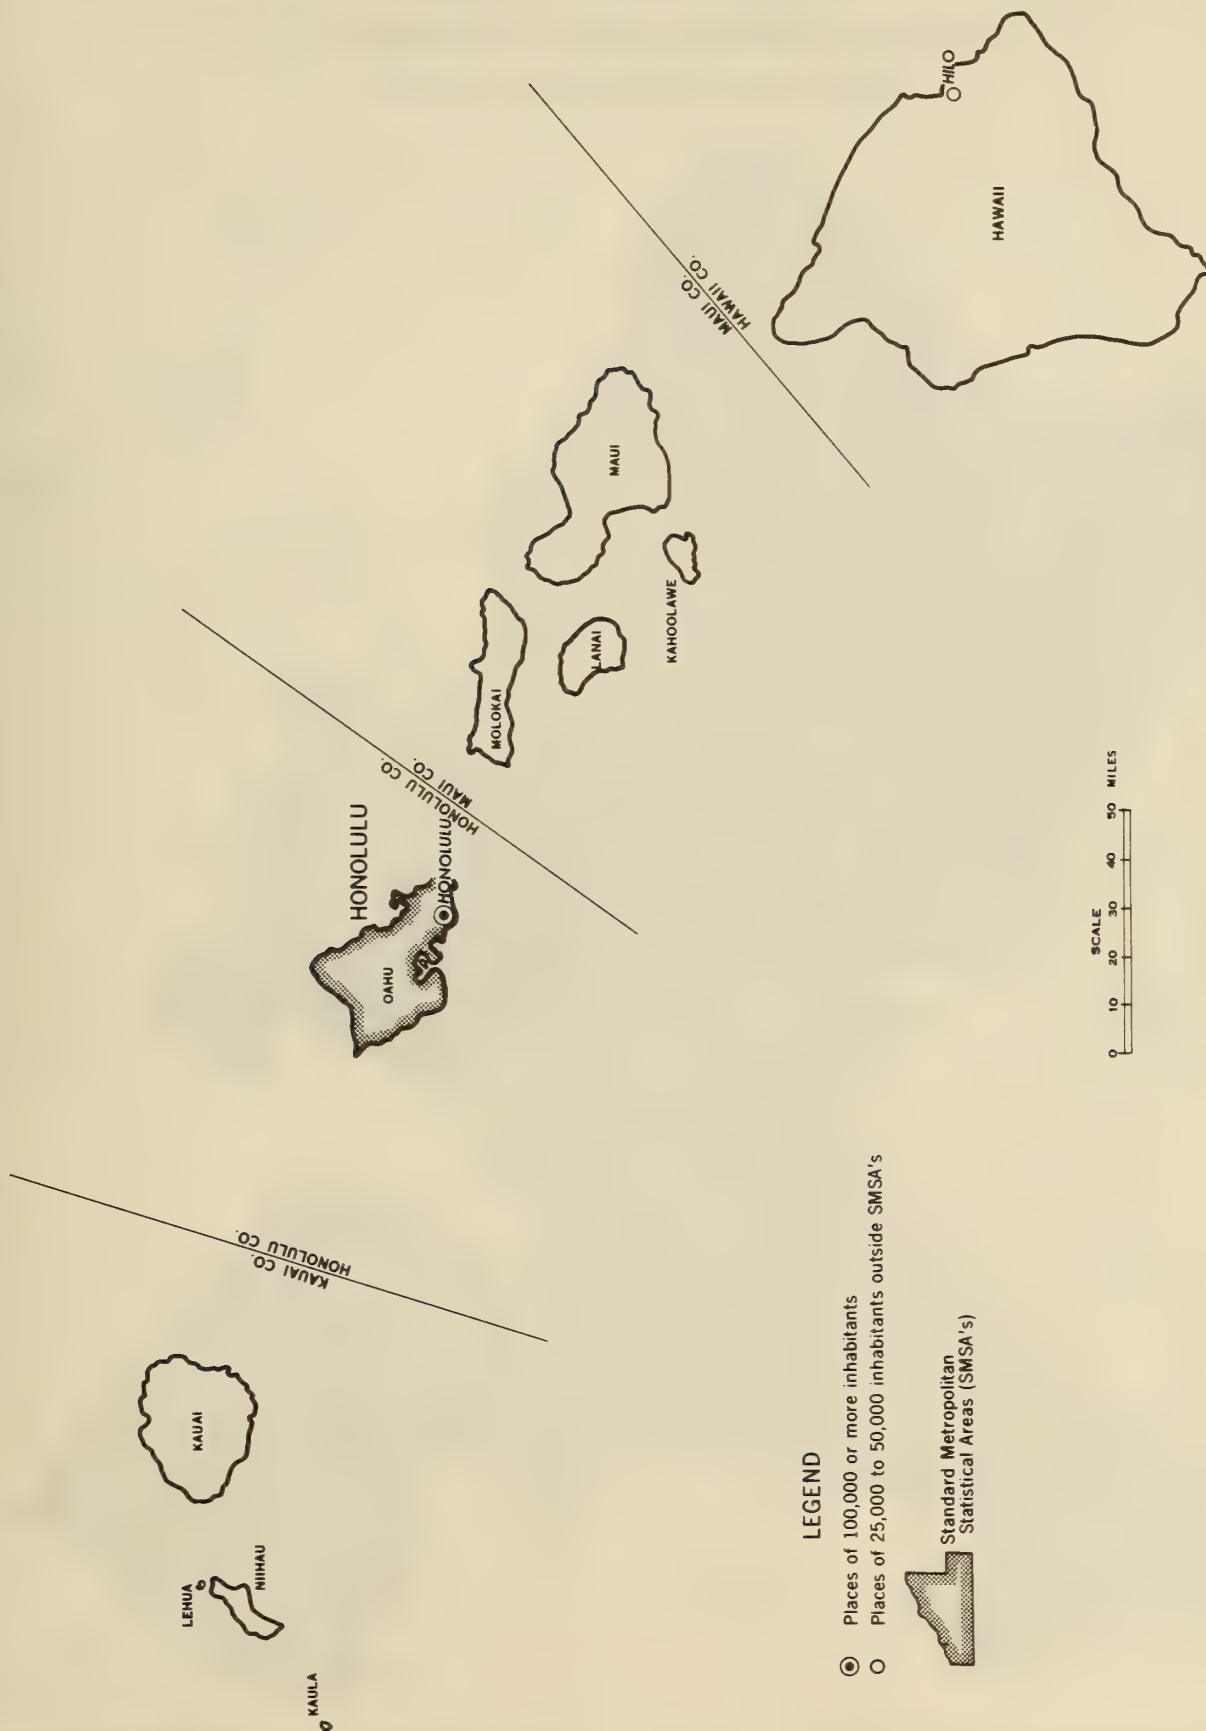 KAULA
LEHUA
NIIHAU
KAUAI
KAUAI CO.
HONOLULU CO.
HONOLULU
OAHU
HONOLULU
HONOLULU CO.
MAUI CO.
MOLOKAI
LANAI
KAHOOLAWE
MAUI
MAUI CO.
HAWAII CO.
HILO
HAWAII
LEGEND
Places of 100,000 or more inhabitants
Places of 25,000 to 50,000 inhabitants outside SMSA's
Standard Metropolitan
Statistical Areas (SMSA's)
SCALE
0 10 20 30 40 50 MILES